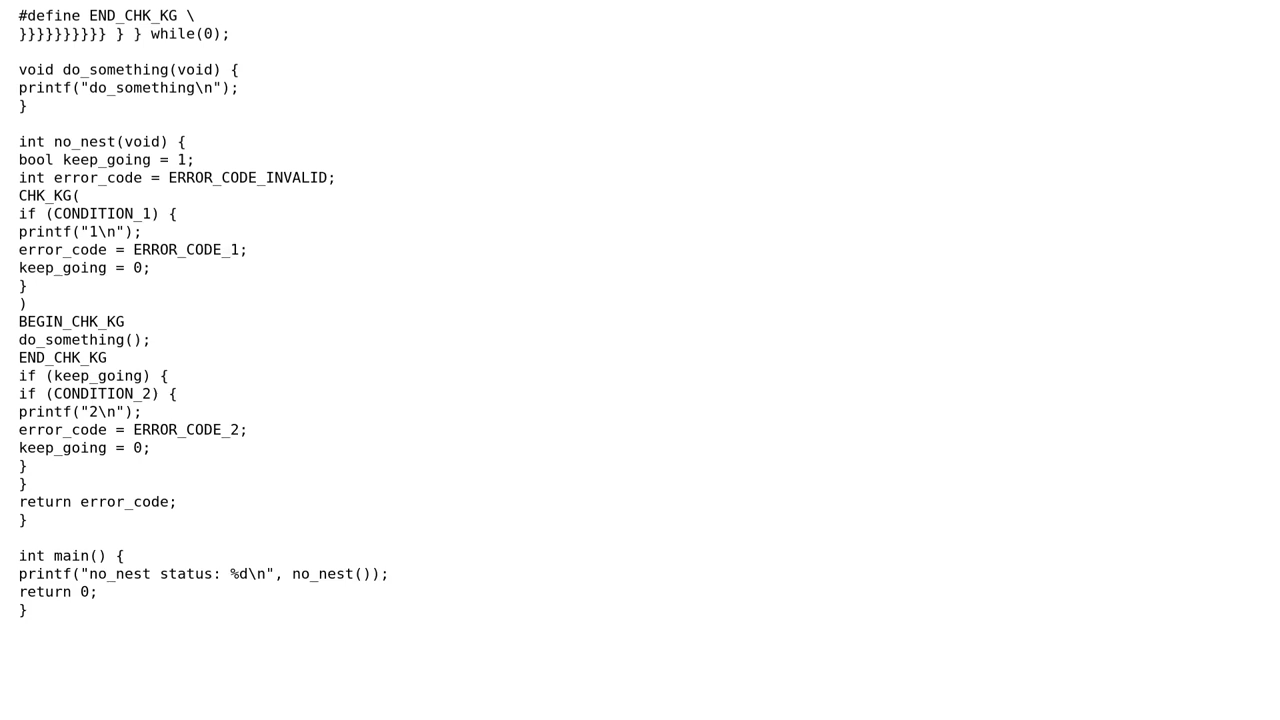 #define END_CHK_KG \
}}}}}}}}}} } } while(0);

void do_something(void) {
printf("do_something\n");
}

int no_nest(void) {
bool keep_going = 1;
int error_code = ERROR_CODE_INVALID;
CHK_KG(
if (CONDITION_1) {
printf("1\n");
error_code = ERROR_CODE_1;
keep_going = 0;
}
)
BEGIN_CHK_KG
do_something();
END_CHK_KG
if (keep_going) {
if (CONDITION_2) {
printf("2\n");
error_code = ERROR_CODE_2;
keep_going = 0;
}
}
return error_code;
}

int main() {
printf("no_nest status: %d\n", no_nest());
return 0;
}